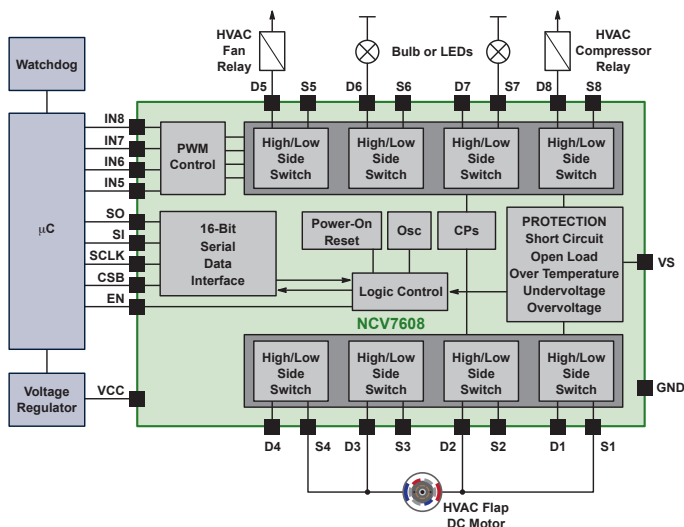 HVAC
Fan
Relay
Bulb or LEDs
HVAC
Compressor
Relay
Watchdog
D5
S5
D6
S6
D7
S7
D8
S8
IN8
IN7
IN6
IN5
PWM
Control
High/Low
Side
Switch
High/Low
Side
Switch
High/Low
Side
Switch
High/Low
Side
Switch
µC
SO
SI
SCLK
CSB
EN
16-Bit
Serial
Data
Interface
Power-On
Reset
Osc
CPs
Logic Control
PROTECTION
Short Circuit
Open Load
Over Temperature
Undervoltage
Overvoltage
VS
NCV7608
High/Low
Side
Switch
High/Low
Side
Switch
High/Low
Side
Switch
High/Low
Side
Switch
Voltage
Regulator
VCC
GND
D4
S4
D3
S3
D2
S2
D1
S1
HVAC Flap
DC Motor